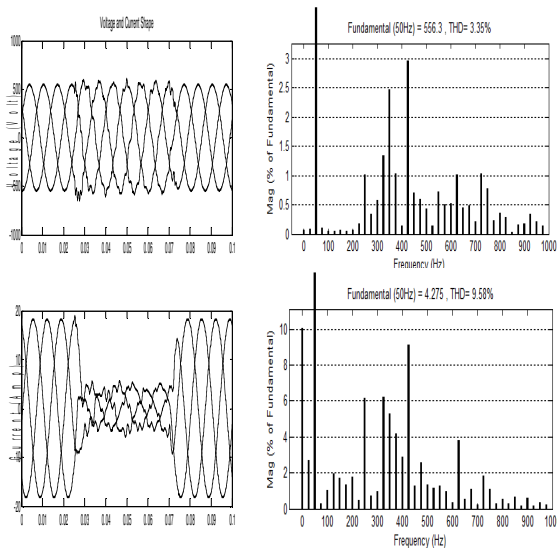 Voltage and Current Shape
1000
500
0
-500
-1000
0 0.01 0.02 0.03 0.04 0.05 0.06 0.07 0.08 0.09 0.1
Fundamental (50Hz) = 556.3 , THD= 3.35%
Mag (% of Fundamental)
3
2.5
2
1.5
1
0.5
0
0 100 200 300 400 500 600 700 800 900 1000
Frequency (Hz)
20
10
0
-20
0 0.01 0.02 0.03 0.04 0.05 0.06 0.07 0.08 0.09 0.1
Fundamental (50Hz) = 4.275 , THD= 9.58%
Mag (% of Fundamental)
10
8
6
4
2
0
0 100 200 300 400 500 600 700 800 900 100
Frequency (Hz)